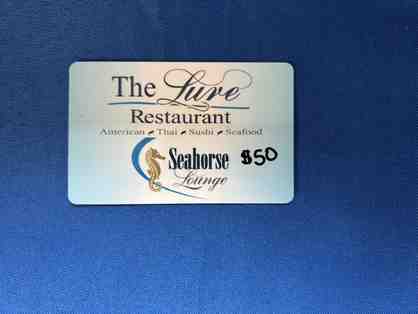 The Lure
Restaurant
American Thai Sushi Seafood
Seahorse $50
Lounge